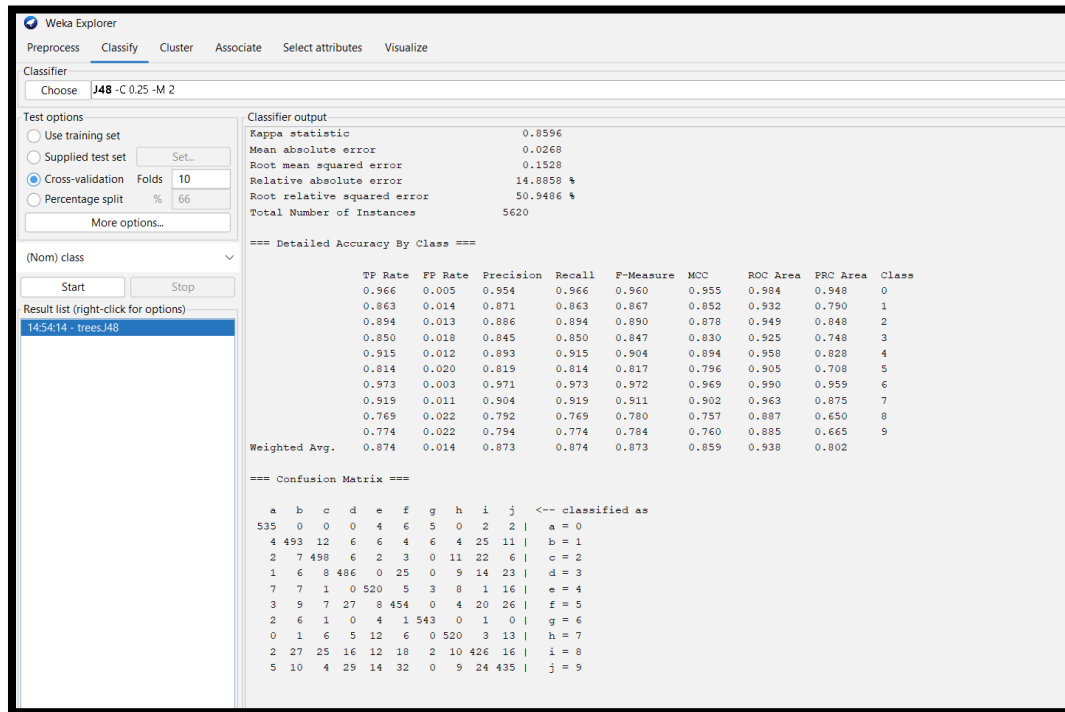 Weka Explorer
Preprocess Classify Cluster Associate Select attributes Visualize
Classifier
Choose J48 -C 0.25 -M 2
Test options
Use training set
Supplied test set Set...
Cross-validation Folds 10
Percentage split % 66
More options...
(Nom) class
Start Stop
Result list (right-click for options)
14:54:14 - trees.J48
Classifier output
Kappa statistic 0.8596
Mean absolute error 0.0268
Root mean squared error 0.1528
Relative absolute error 14.8858 %
Root relative squared error 50.9486 %
Total Number of Instances 5620
=== Detailed Accuracy By Class ===
TP Rate FP Rate Precision Recall F-Measure MCC ROC Area PRC Area Class
0.966 0.005 0.954 0.966 0.960 0.955 0.984 0.948 0
0.863 0.014 0.871 0.863 0.867 0.852 0.932 0.790 1
0.894 0.013 0.886 0.894 0.890 0.878 0.949 0.848 2
0.850 0.018 0.845 0.850 0.847 0.830 0.925 0.748 3
0.915 0.012 0.893 0.915 0.904 0.894 0.958 0.828 4
0.814 0.020 0.819 0.814 0.817 0.796 0.905 0.708 5
0.973 0.003 0.971 0.973 0.972 0.969 0.990 0.959 6
0.919 0.011 0.904 0.919 0.911 0.902 0.963 0.875 7
0.769 0.022 0.792 0.769 0.780 0.757 0.887 0.650 8
0.774 0.022 0.794 0.774 0.784 0.760 0.885 0.665 9
Weighted Avg. 0.874 0.014 0.873 0.874 0.873 0.859 0.938 0.802
=== Confusion Matrix ===
a b c d e f g h i j <-- classified as
535 0 0 0 4 6 5 0 2 2 | a = 0
4 493 12 6 6 4 6 4 25 11 | b = 1
2 7 498 6 2 3 0 11 22 6 | c = 2
1 6 8 486 0 25 0 9 14 23 | d = 3
7 7 1 0 520 5 3 8 1 16 | e = 4
3 9 7 27 8 454 0 4 20 26 | f = 5
2 6 1 0 4 1 543 0 1 0 | g = 6
0 1 6 5 12 6 0 520 3 13 | h = 7
2 27 25 16 12 18 2 10 426 16 | i = 8
5 10 4 29 14 32 0 9 24 435 | j = 9